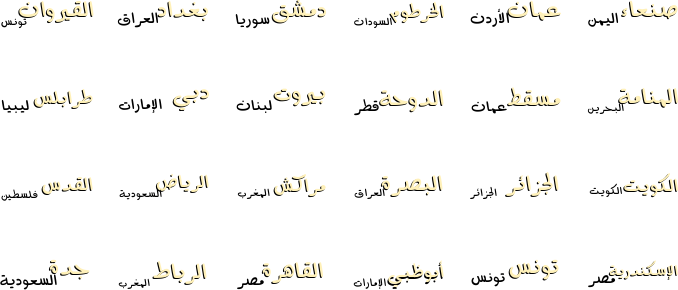 صنعاء اليمن عمان الأردن الخرطوم السودان دمشق سوريا بغداد العراق القيروان تونس
المنامة البحرين مسقط عمان الدوحة قطر بيروت لبنان دبي الإمارات طرابلس ليبيا
الكويت الكويت الجزائر الجزائر البصرة العراق مراكش المغرب الرياض السعودية القدس فلسطين
الإسكندرية مصر تونس تونس أبوظبي الإمارات القاهرة مصر الرباط المغرب جدة السعودية